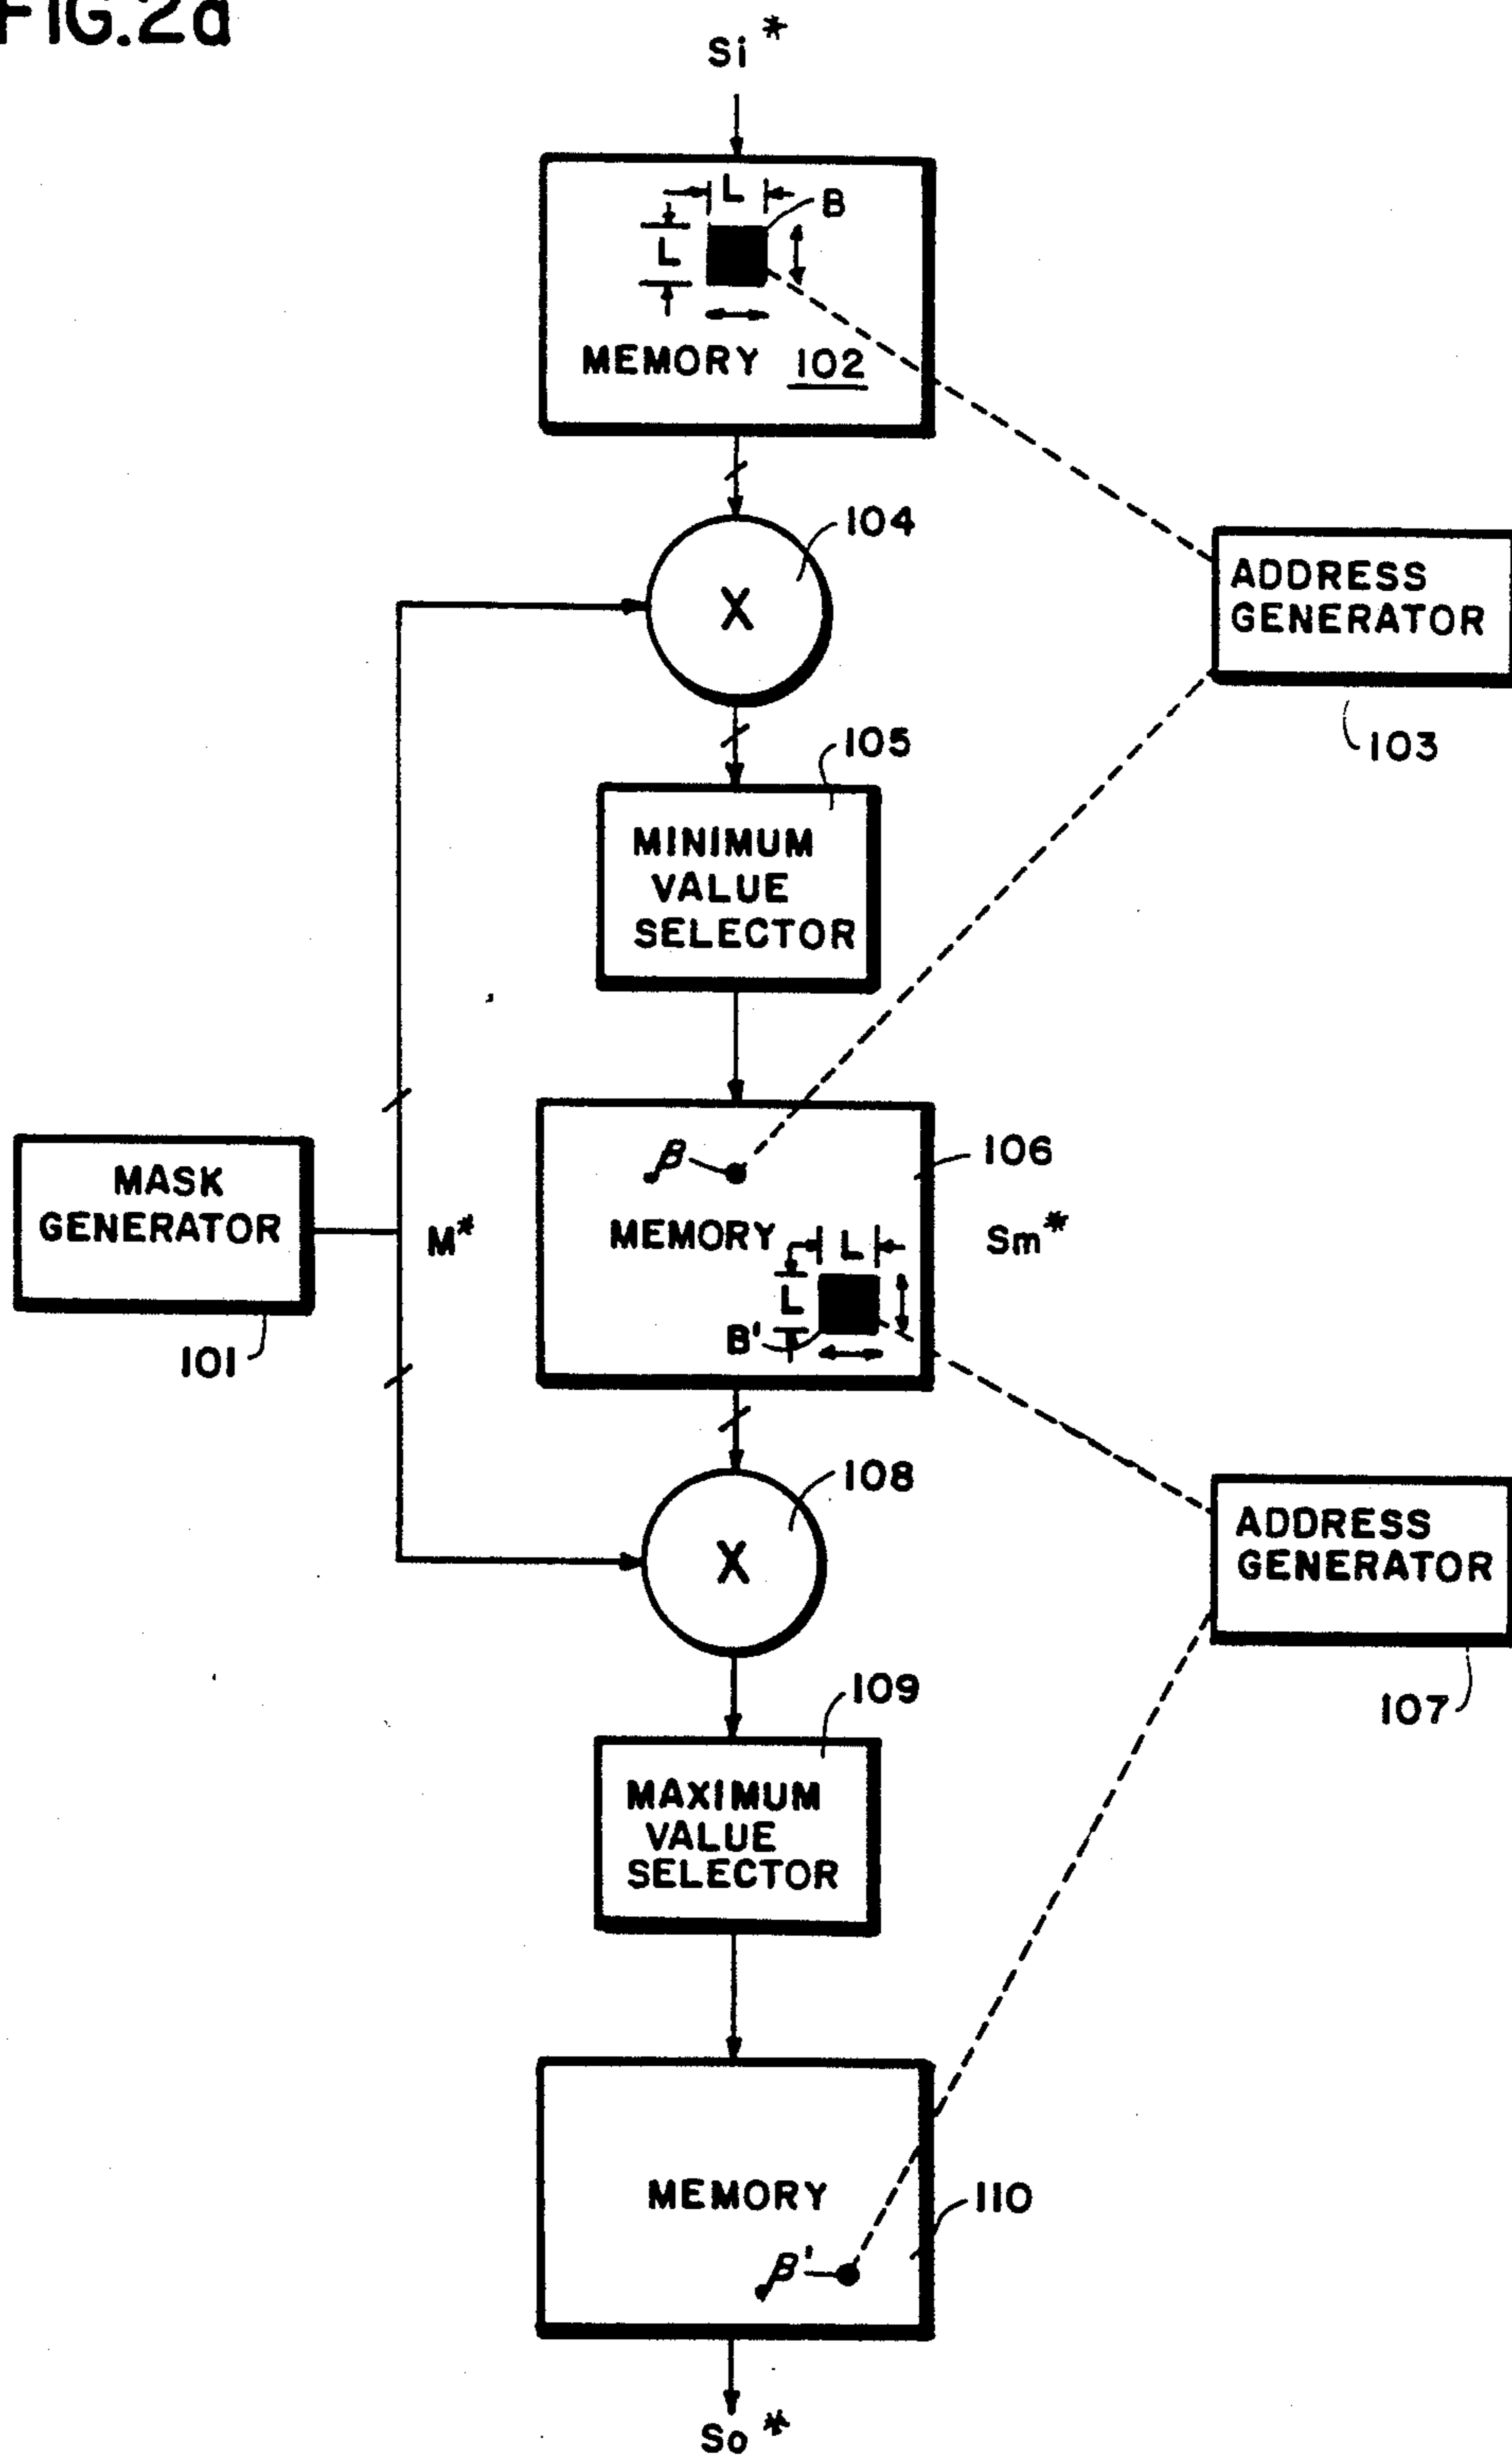 FIG.2a
Si*
L
B
L
MEMORY 102
104
X
ADDRESS
GENERATOR
103
105
MINIMUM
VALUE
SELECTOR
β
106
MASK
GENERATOR
M*
MEMORY
L
Sm*
L
B'
101
108
X
ADDRESS
GENERATOR
107
109
MAXIMUM
VALUE
SELECTOR
MEMORY
110
β'
So*